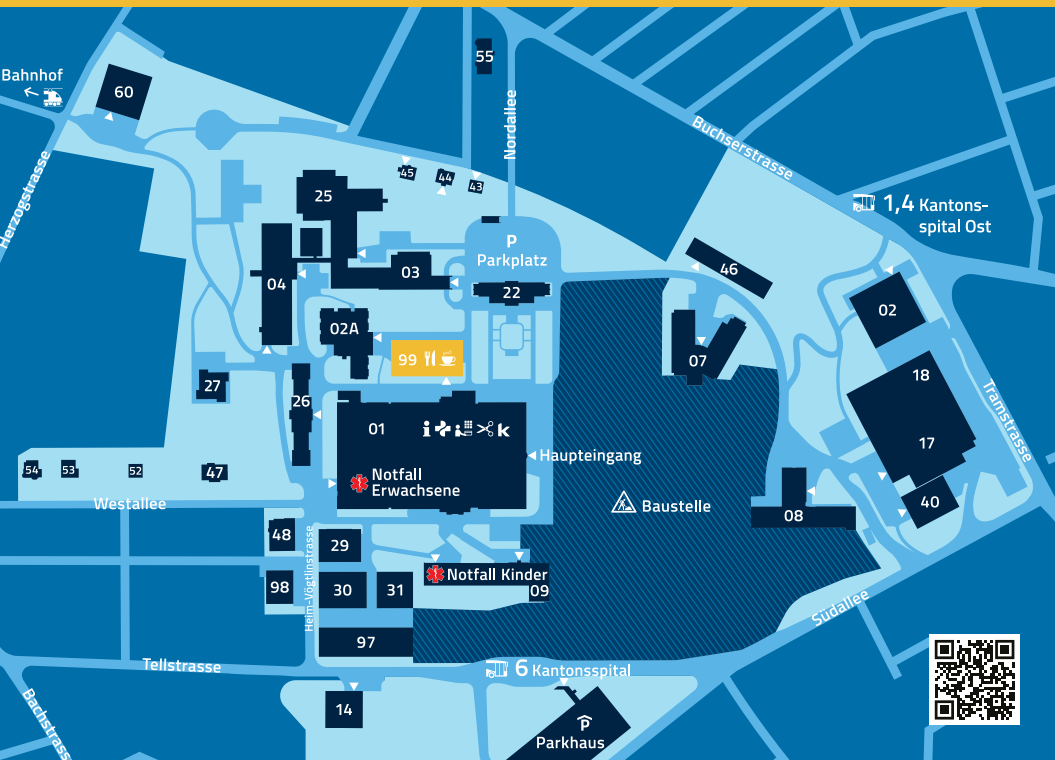 55
Bahnhof
60
Nordallee
Buchserstrasse
Herzogstrasse
45
44
43
25
1,4 Kantons-
spital Ost
P
Parkplatz
03
46
04
22
02
02A
99
07
27
26
18
Tramstrasse
01
i k
17
Haupteingang
54
53
52
47
Notfall
Erwachsene
Westallee
Baustelle
40
08
48
29
Heim-Vögtlinstrasse
Notfall Kinder
09
98
30
31
Südallee
97
Tellstrasse
6 Kantonsspital
Bachstrass
14
P
Parkhaus